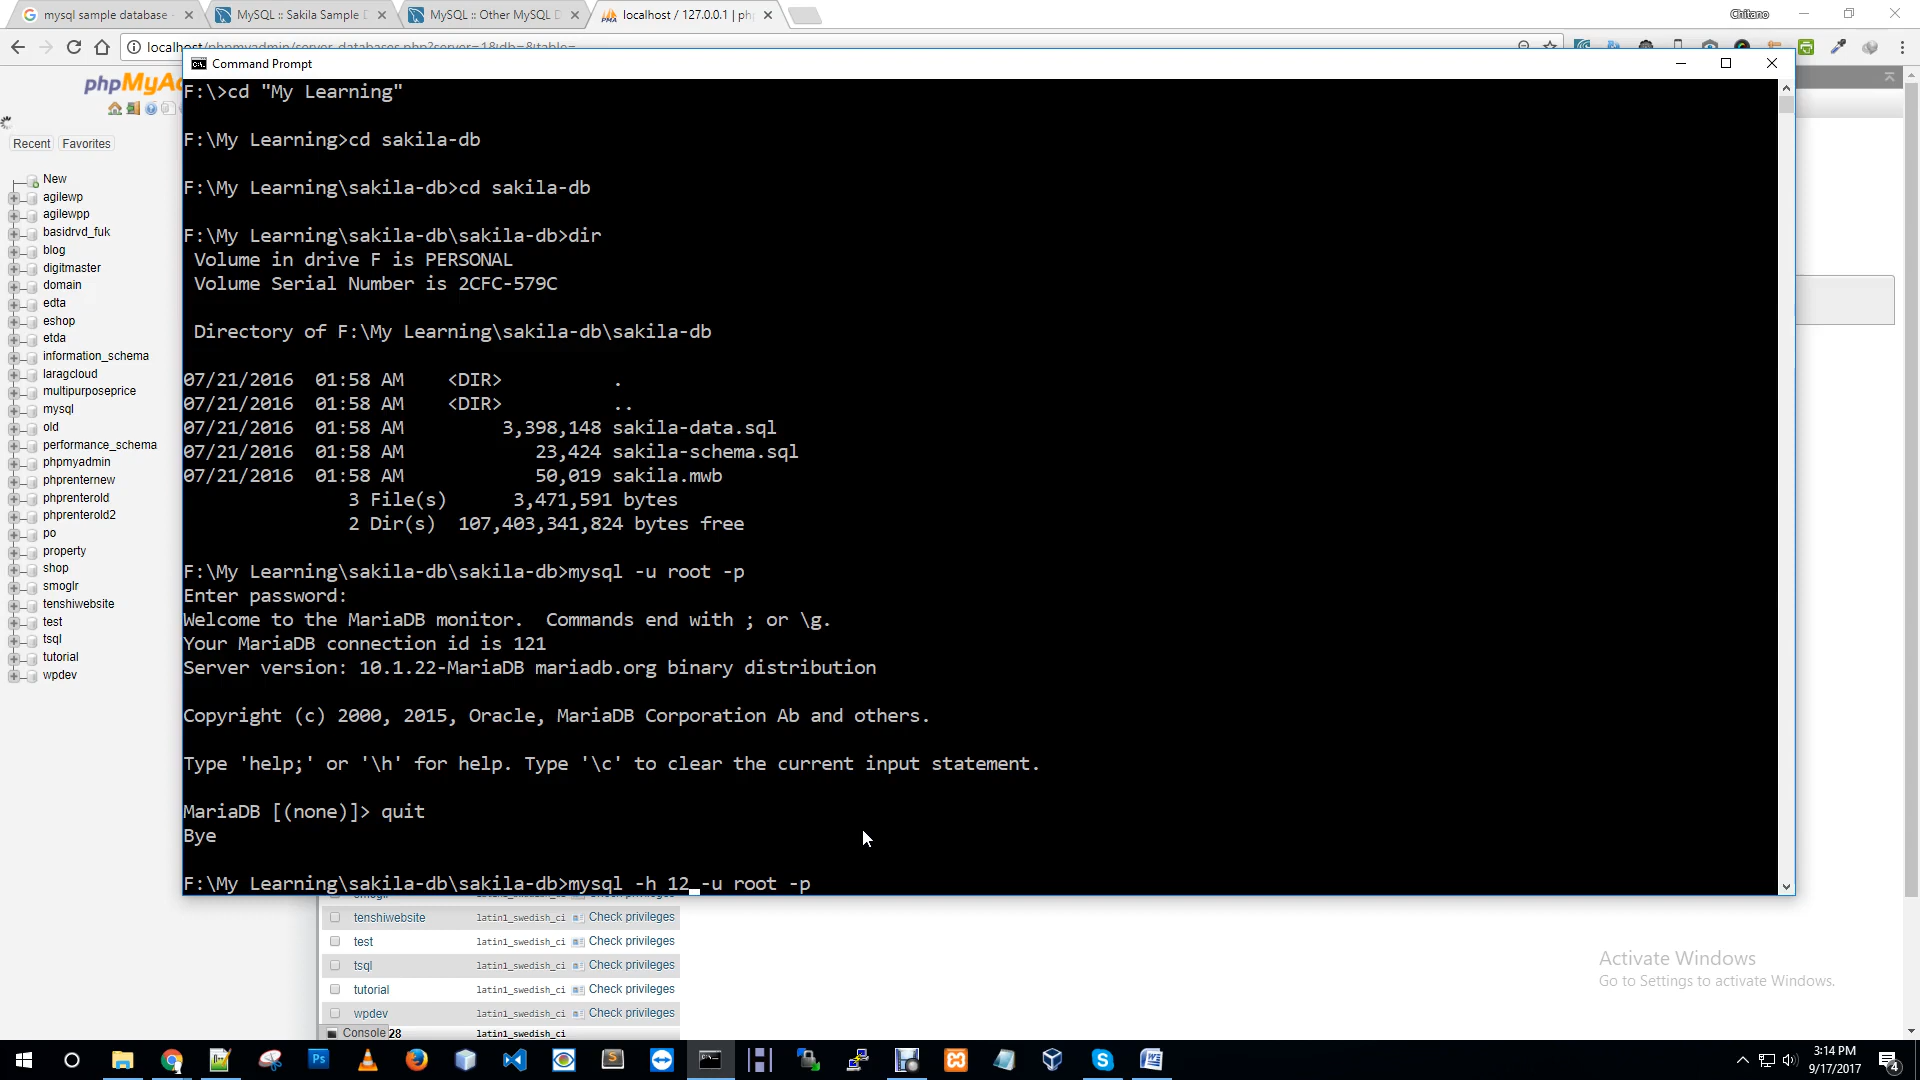 mysql sample database -
MySQL :: Sakila Sample D
MySQL :: Other MySQL D
localhost / 127.0.0.1 | ph
Chitano
localhost/phpmyadmin/server_databases.php?server=1&db=&table=
phpMyAd
Command Prompt
Recent
Favorites
New
agilewp
agilewpp
basidrvd_fuk
blog
digitmaster
domain
edta
eshop
etda
information_schema
laragcloud
multipurposeprice
mysql
old
performance_schema
phpmyadmin
phprenternew
phprenterold
phprenterold2
po
property
shop
smoglr
tenshiwebsite
test
tsql
tutorial
wpdev
F:\>cd "My Learning"
F:\My Learning>cd sakila-db
F:\My Learning\sakila-db>cd sakila-db
F:\My Learning\sakila-db\sakila-db>dir
Volume in drive F is PERSONAL
Volume Serial Number is 2CFC-579C
Directory of F:\My Learning\sakila-db\sakila-db
07/21/2016 01:58 AM <DIR> .
07/21/2016 01:58 AM <DIR> ..
07/21/2016 01:58 AM 3,398,148 sakila-data.sql
07/21/2016 01:58 AM 23,424 sakila-schema.sql
07/21/2016 01:58 AM 50,019 sakila.mwb
3 File(s) 3,471,591 bytes
2 Dir(s) 107,403,341,824 bytes free
F:\My Learning\sakila-db\sakila-db>mysql -u root -p
Enter password:
Welcome to the MariaDB monitor. Commands end with ; or \g.
Your MariaDB connection id is 121
Server version: 10.1.22-MariaDB mariadb.org binary distribution
Copyright (c) 2000, 2015, Oracle, MariaDB Corporation Ab and others.
Type 'help;' or '\h' for help. Type '\c' to clear the current input statement.
MariaDB [(none)]> quit
Bye
F:\My Learning\sakila-db\sakila-db>mysql -h 12 -u root -p
tenshiwebsite latin1_swedish_ci Check privileges
test latin1_swedish_ci Check privileges
tsql latin1_swedish_ci Check privileges
tutorial latin1_swedish_ci Check privileges
wpdev latin1_swedish_ci Check privileges
Console 28 latin1_swedish_ci
Activate Windows
Go to Settings to activate Windows.
3:14 PM
9/17/2017
4